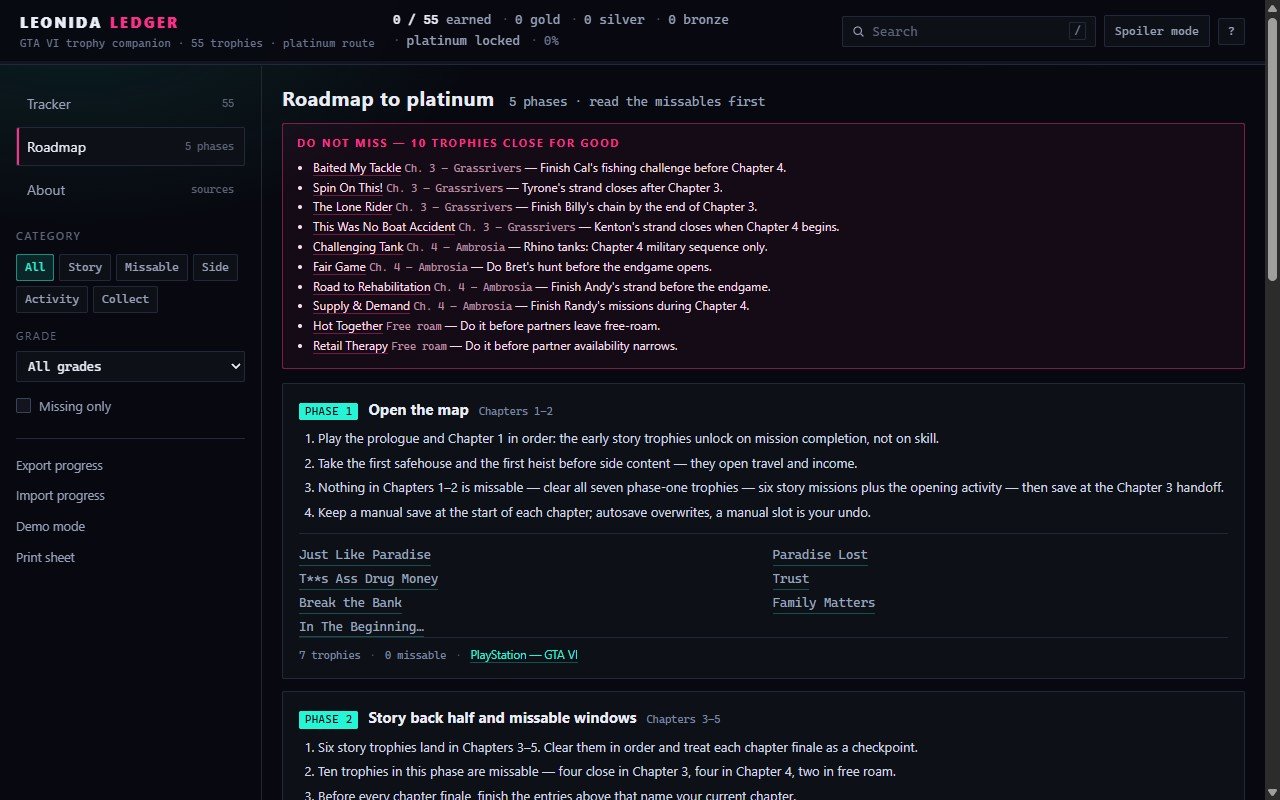 LEONIDA LEDGER
GTA VI trophy companion · 55 trophies · platinum route
0 / 55 earned · 0 gold · 0 silver · 0 bronze
· platinum locked · 0%
Search /
Spoiler mode
?
Tracker 55
Roadmap 5 phases
About sources
CATEGORY
All Story Missable Side
Activity Collect
GRADE
All grades
Missing only
Export progress
Import progress
Demo mode
Print sheet
Roadmap to platinum 5 phases · read the missables first
DO NOT MISS — 10 TROPHIES CLOSE FOR GOOD
• Baited My Tackle Ch. 3 — Grassrivers — Finish Cal's fishing challenge before Chapter 4.
• Spin On This! Ch. 3 — Grassrivers — Tyrone's strand closes after Chapter 3.
• The Lone Rider Ch. 3 — Grassrivers — Finish Billy's chain by the end of Chapter 3.
• This Was No Boat Accident Ch. 3 — Grassrivers — Kenton's strand closes when Chapter 4 begins.
• Challenging Tank Ch. 4 — Ambrosia — Rhino tanks: Chapter 4 military sequence only.
• Fair Game Ch. 4 — Ambrosia — Do Bret's hunt before the endgame opens.
• Road to Rehabilitation Ch. 4 — Ambrosia — Finish Andy's strand before the endgame.
• Supply & Demand Ch. 4 — Ambrosia — Finish Randy's missions during Chapter 4.
• Hot Together Free roam — Do it before partners leave free-roam.
• Retail Therapy Free roam — Do it before partner availability narrows.
PHASE 1 Open the map Chapters 1–2
1. Play the prologue and Chapter 1 in order: the early story trophies unlock on mission completion, not on skill.
2. Take the first safehouse and the first heist before side content — they open travel and income.
3. Nothing in Chapters 1–2 is missable — clear all seven phase-one trophies — six story missions plus the opening activity — then save at the Chapter 3 handoff.
4. Keep a manual save at the start of each chapter; autosave overwrites, a manual slot is your undo.
Just Like Paradise
T**s Ass Drug Money
Break the Bank
In The Beginning…
Paradise Lost
Trust
Family Matters
7 trophies · 0 missable · PlayStation — GTA VI
PHASE 2 Story back half and missable windows Chapters 3–5
1. Six story trophies land in Chapters 3–5. Clear them in order and treat each chapter finale as a checkpoint.
2. Ten trophies in this phase are missable — four close in Chapter 3, four in Chapter 4, two in free roam.
3. Before every chapter finale, finish the entries above that name your current chapter.